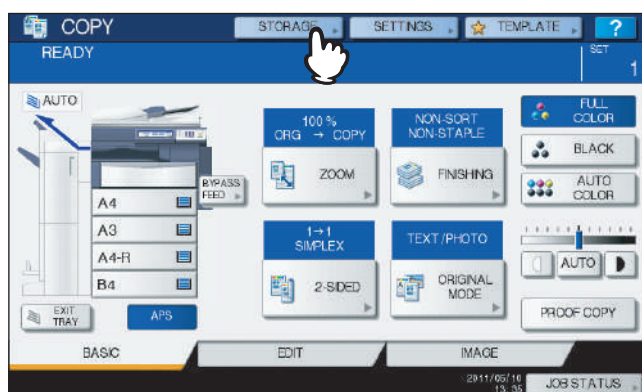 COPY
STORAGE
SETTINGS
TEMPLATE
?
READY
SET
1
AUTO
100 %
ORG → COPY
NON-SORT
NON-STAPLE
FULL
COLOR
ZOOM
FINISHING
BLACK
BYPASS
FEED
AUTO
COLOR
A4
A3
A4-R
B4
1→1
SIMPLEX
TEXT/PHOTO
2-SIDED
ORIGINAL
MODE
AUTO
EXIT
TRAY
APS
PROOF COPY
BASIC
EDIT
IMAGE
2011/05/10
13:35
JOB STATUS